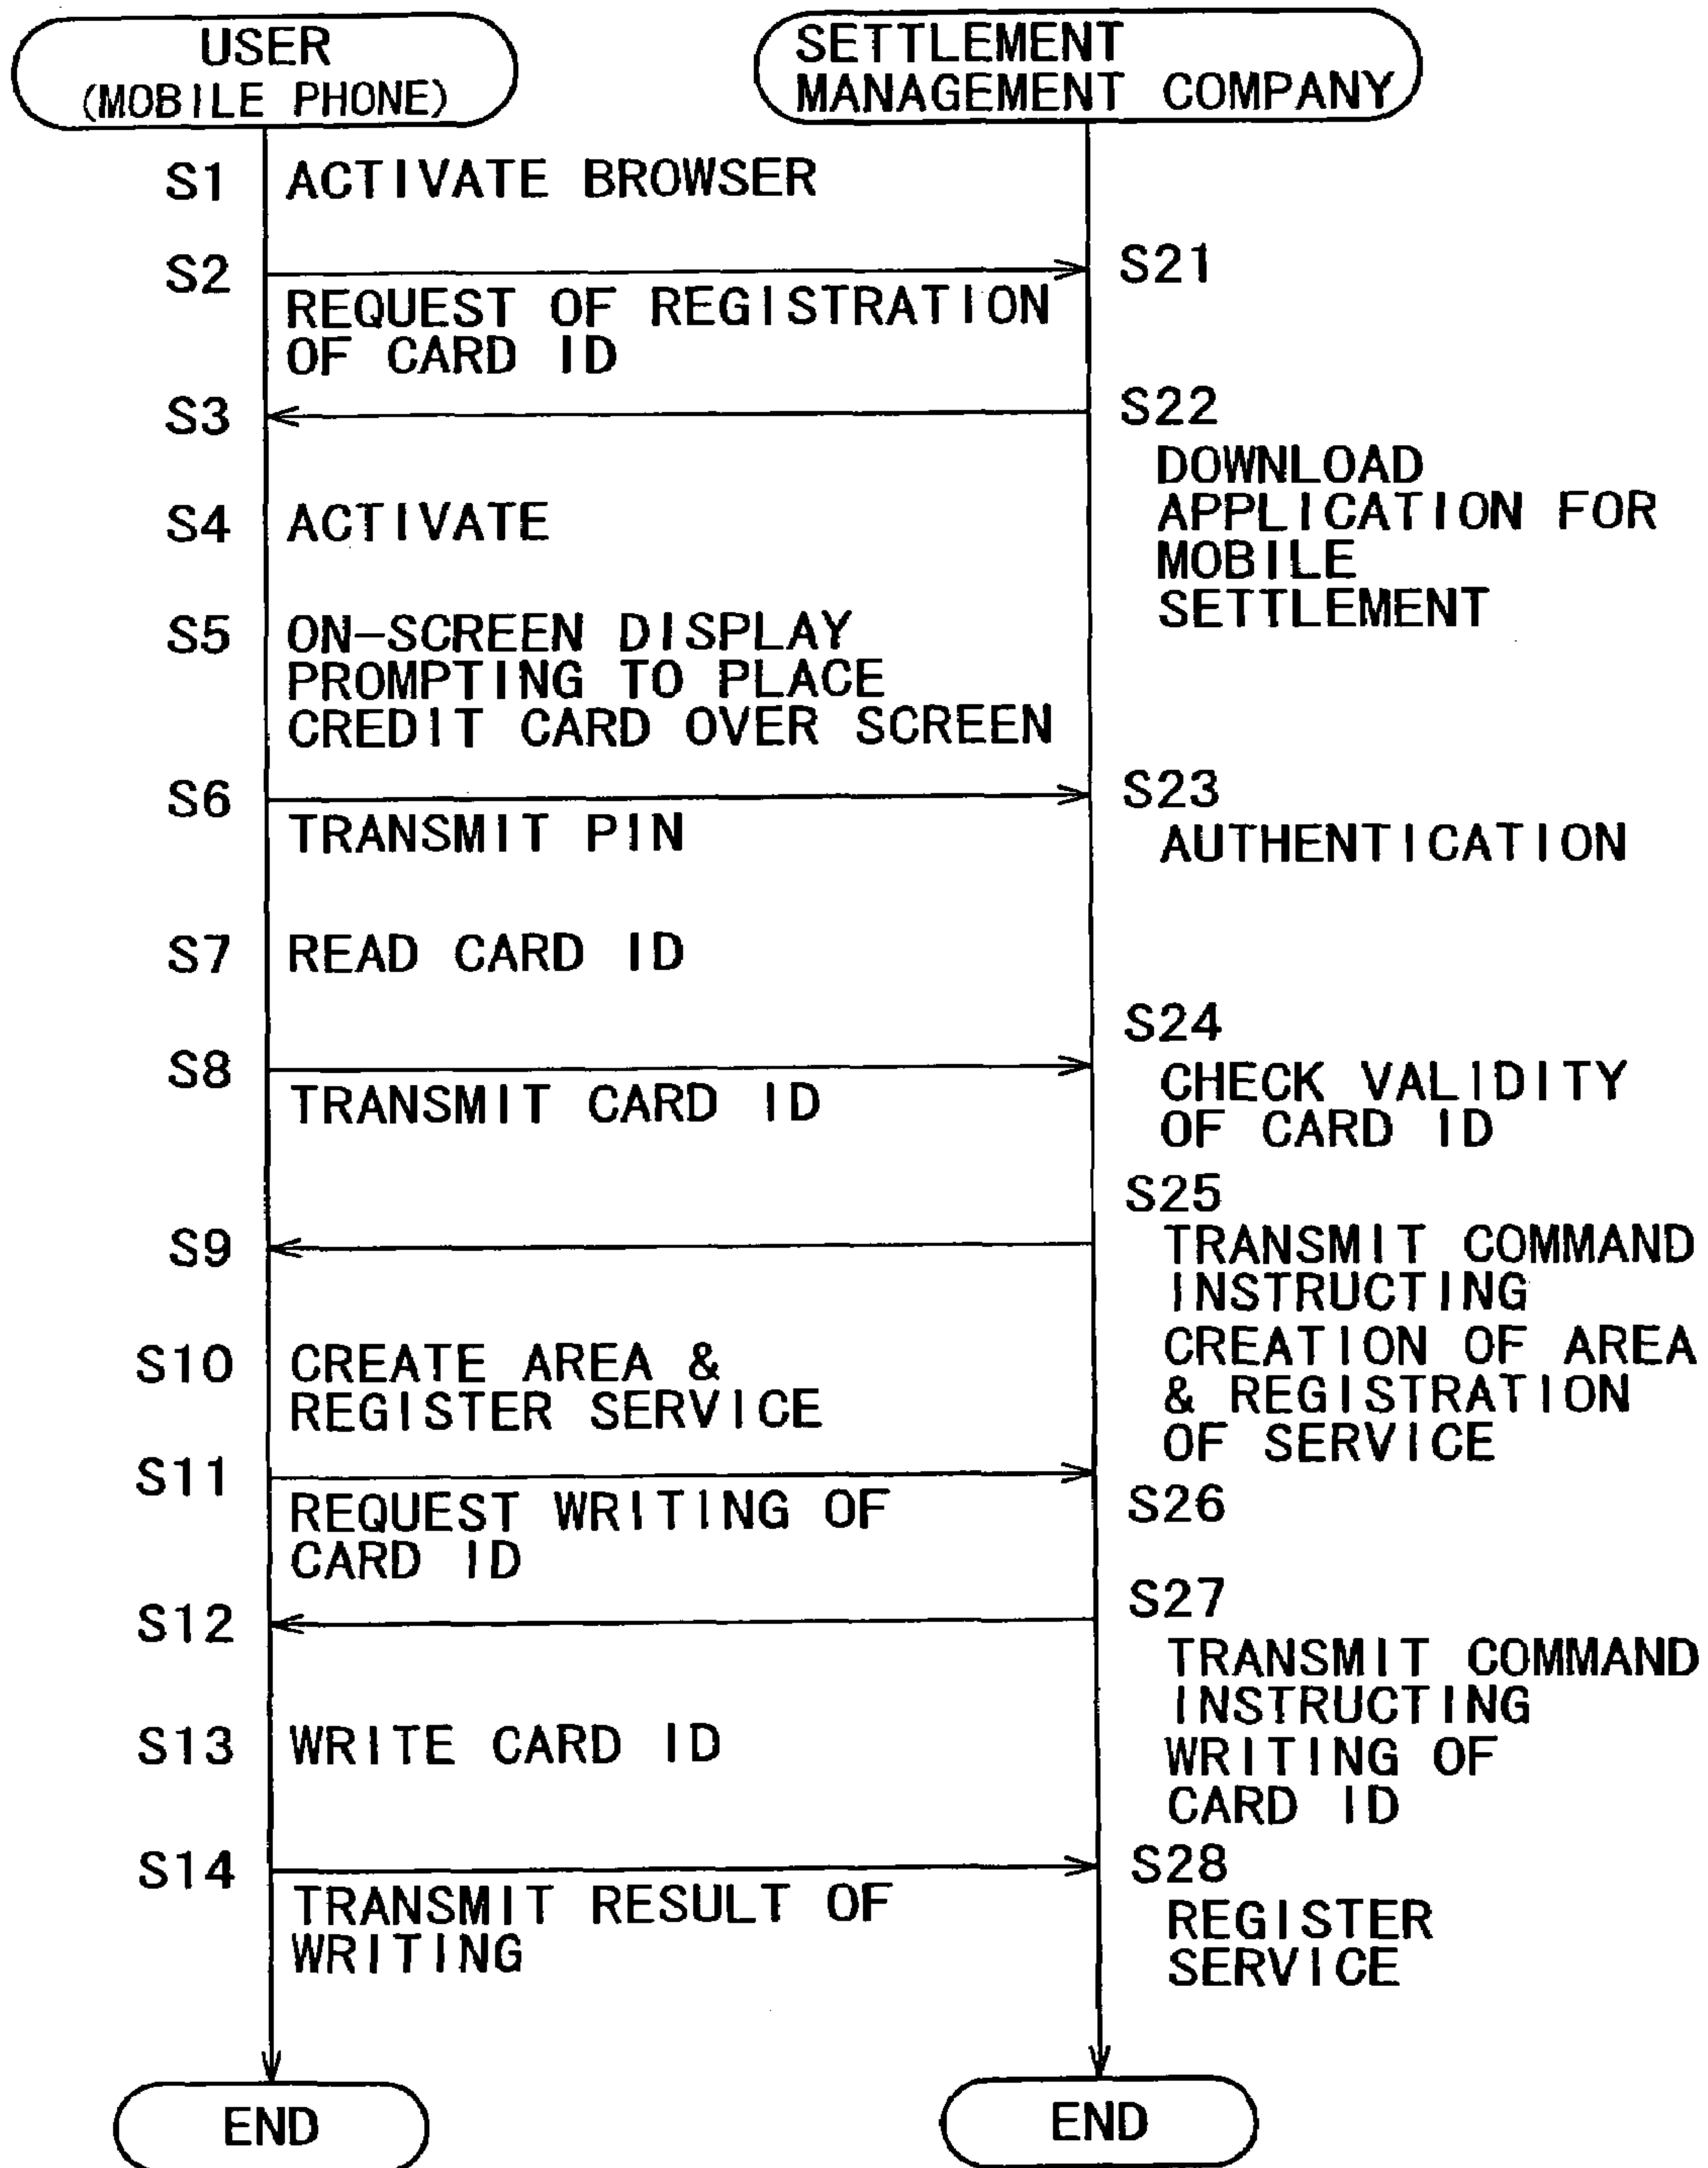 USER
(MOBILE PHONE)
SETTLEMENT
MANAGEMENT COMPANY
S1 ACTIVATE BROWSER
S2
S21
REQUEST OF REGISTRATION
OF CARD ID
S3
S22
DOWNLOAD
APPLICATION FOR
MOBILE
SETTLEMENT
S4 ACTIVATE
S5 ON-SCREEN DISPLAY
PROMPTING TO PLACE
CREDIT CARD OVER SCREEN
S6
TRANSMIT PIN
S23
AUTHENTICATION
S7 READ CARD ID
S8
TRANSMIT CARD ID
S24
CHECK VALIDITY
OF CARD ID
S9
S25
TRANSMIT COMMAND
INSTRUCTING
CREATION OF AREA
& REGISTRATION
OF SERVICE
S10 CREATE AREA &
REGISTER SERVICE
S11
REQUEST WRITING OF
CARD ID
S26
S12
S27
TRANSMIT COMMAND
INSTRUCTING
WRITING OF
CARD ID
S13 WRITE CARD ID
S14
TRANSMIT RESULT OF
WRITING
S28
REGISTER
SERVICE
END
END